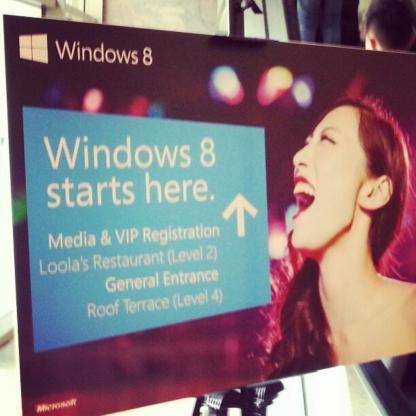 Windows 8
Windows 8
starts here.
Media & VIP Registration
Loola's Restaurant (Level 2)
General Entrance
Roof Terrace (Level 4)
Microsoft